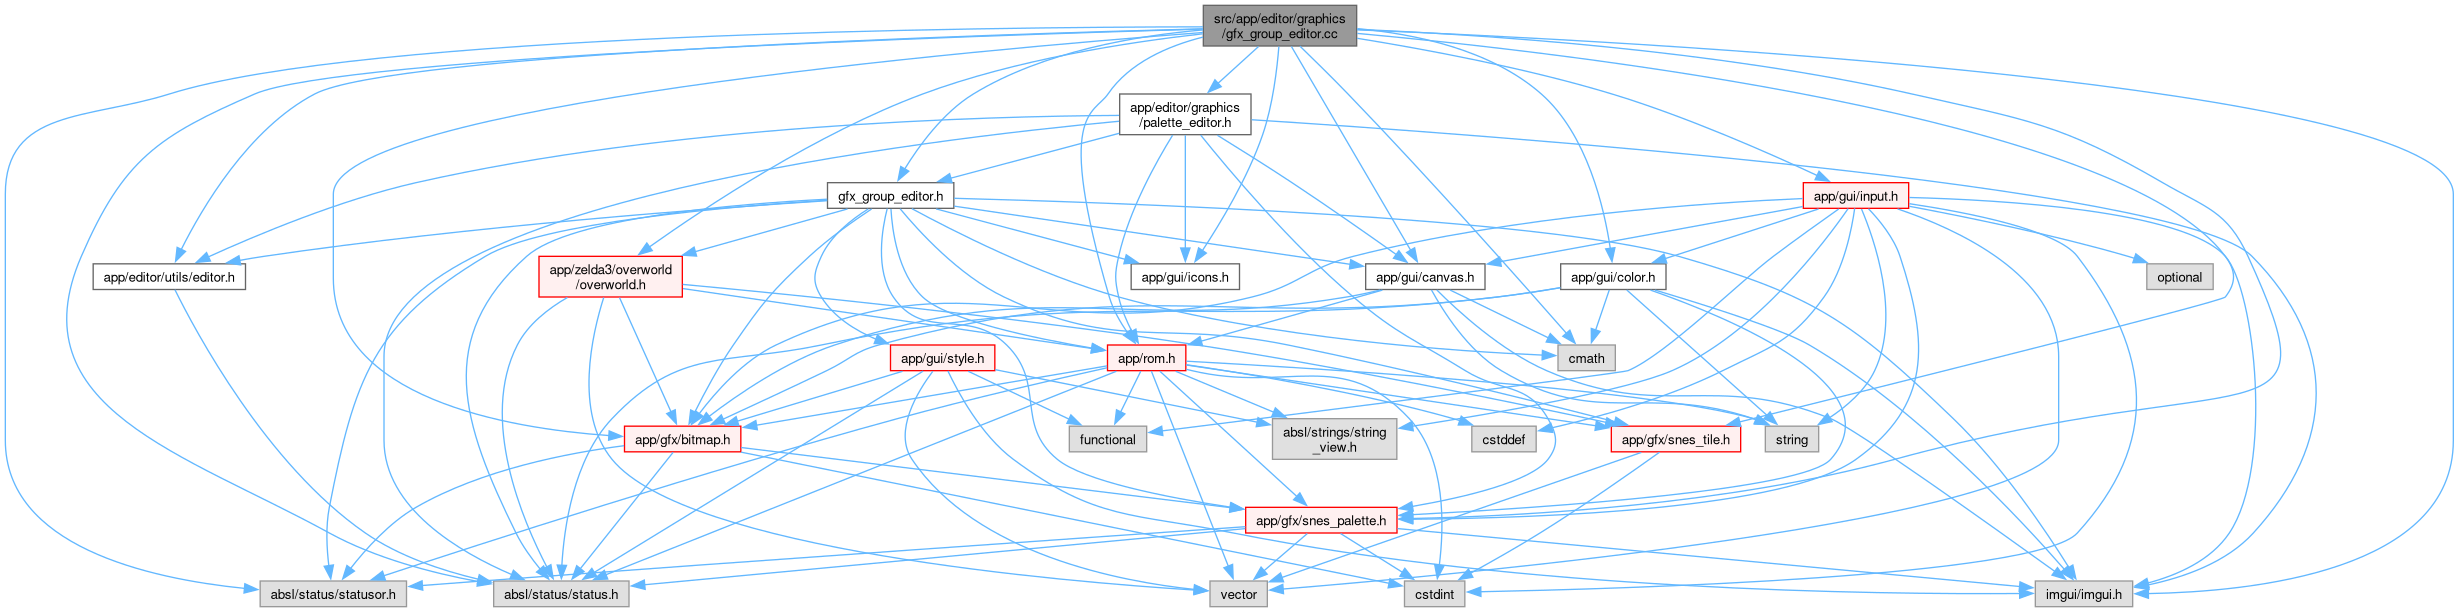 src/app/editor/graphics
/gfx_group_editor.cc
app/editor/graphics
/palette_editor.h
gfx_group_editor.h
app/gui/input.h
app/editor/utils/editor.h
app/zelda3/overworld
/overworld.h
app/gui/icons.h
app/gui/canvas.h
app/gui/color.h
optional
app/gui/style.h
app/rom.h
cmath
app/gfx/bitmap.h
functional
absl/strings/string
_view.h
cstddef
app/gfx/snes_tile.h
string
app/gfx/snes_palette.h
absl/status/statusor.h
absl/status/status.h
vector
cstdint
imgui/imgui.h